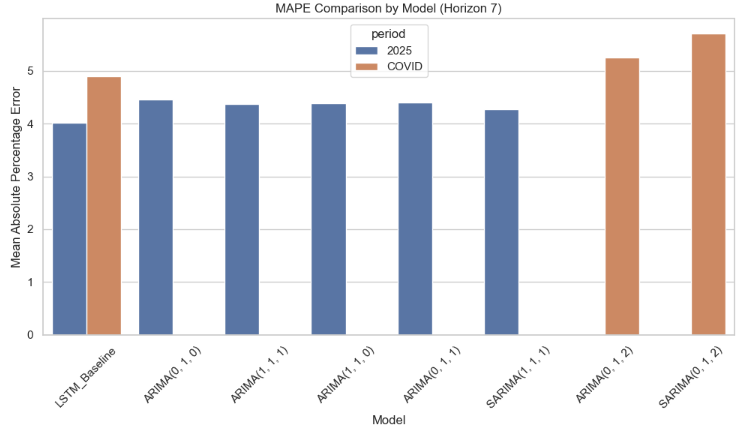 MAPE Comparison by Model (Horizon 7)
period
2025
COVID
Mean Absolute Percentage Error
5
4
3
2
1
0
LSTM_Baseline
ARIMA(0, 1, 0)
ARIMA(1, 1, 1)
ARIMA(1, 1, 0)
ARIMA(0, 1, 1)
SARIMA(1, 1, 1)
ARIMA(0, 1, 2)
SARIMA(0, 1, 2)
Model